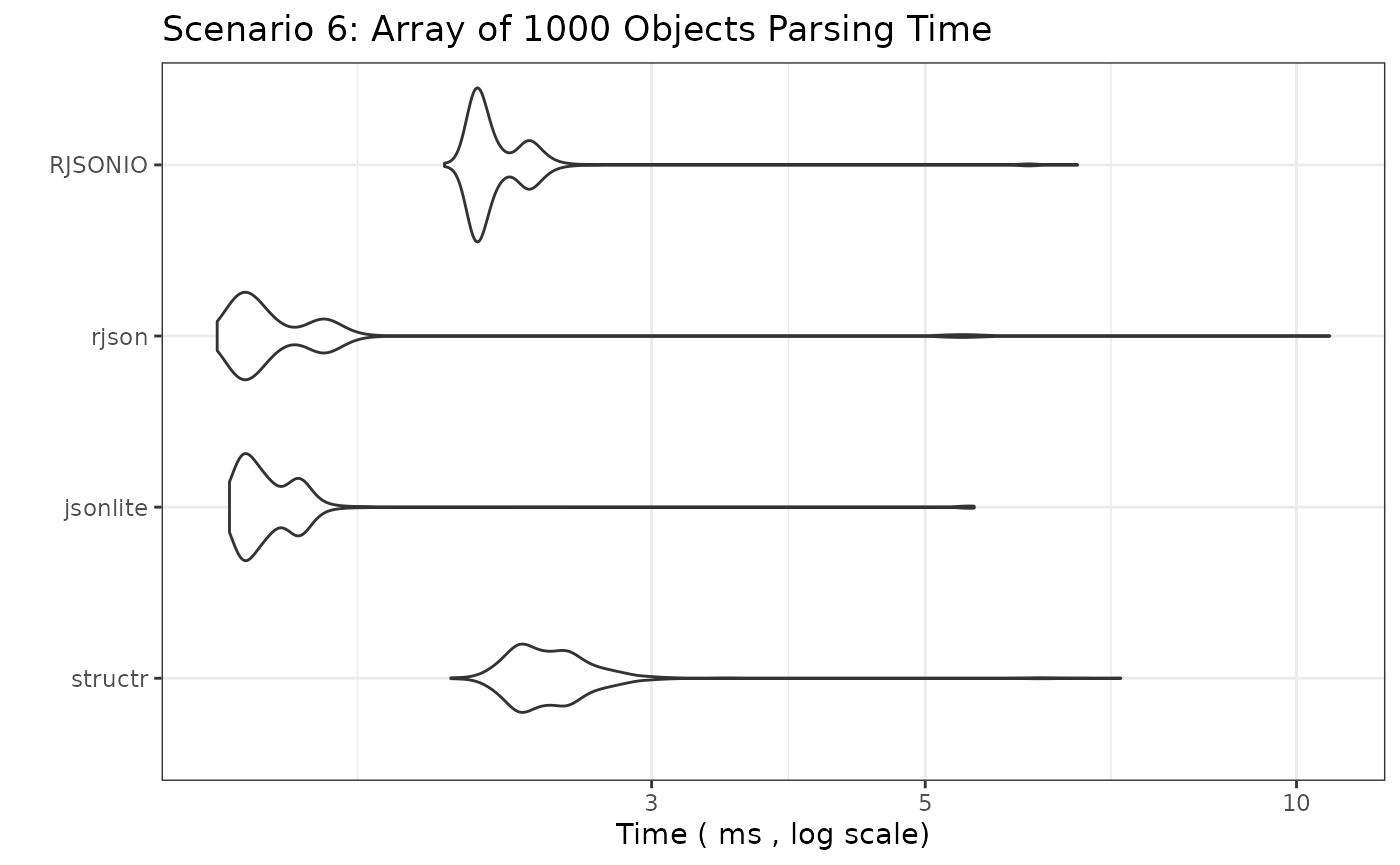 Scenario 6: Array of 1000 Objects Parsing Time
RJSONIO
rjson
jsonlite
structr
3 5 10
Time ( ms , log scale)